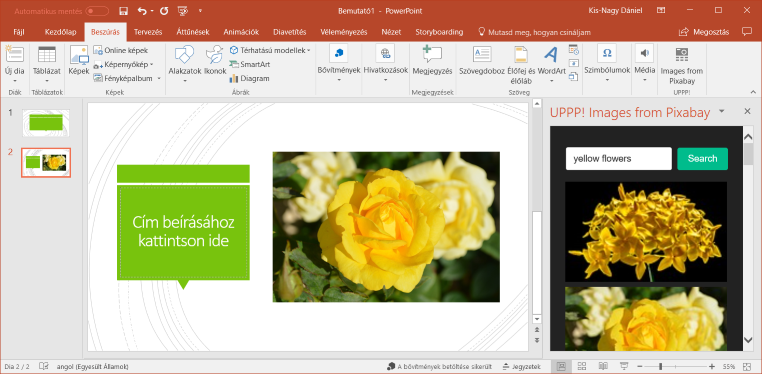 Automatikus mentés
Bemutató1 - PowerPoint
Kis-Nagy Dániel
Fájl Kezdőlap Beszúrás Tervezés Áttűnések Animációk Diavetítés Véleményezés Nézet Storyboarding Mutasd meg, hogyan csináljam Megosztás
Új dia
Diák
Táblázat
Táblázatok
Képek
Online képek
Képernyőkép
Fényképalbum
Képek
Alakzatok
Ikonok
Térhatású modellek
SmartArt
Diagram
Ábrák
Bővítmények
Hivatkozások
Megjegyzés
Megjegyzések
Szövegdoboz
Élőfej és
élőláb
WordArt
Szöveg
Szimbólumok
Média
Images from
Pixabay
UPPP!
1
2
Cím beírásához
kattintson ide
UPPP! Images from Pixabay
yellow flowers
Search
Dia 2 / 2
angol (Egyesült Államok)
A bővítmények betöltése sikerült
Jegyzetek
55%